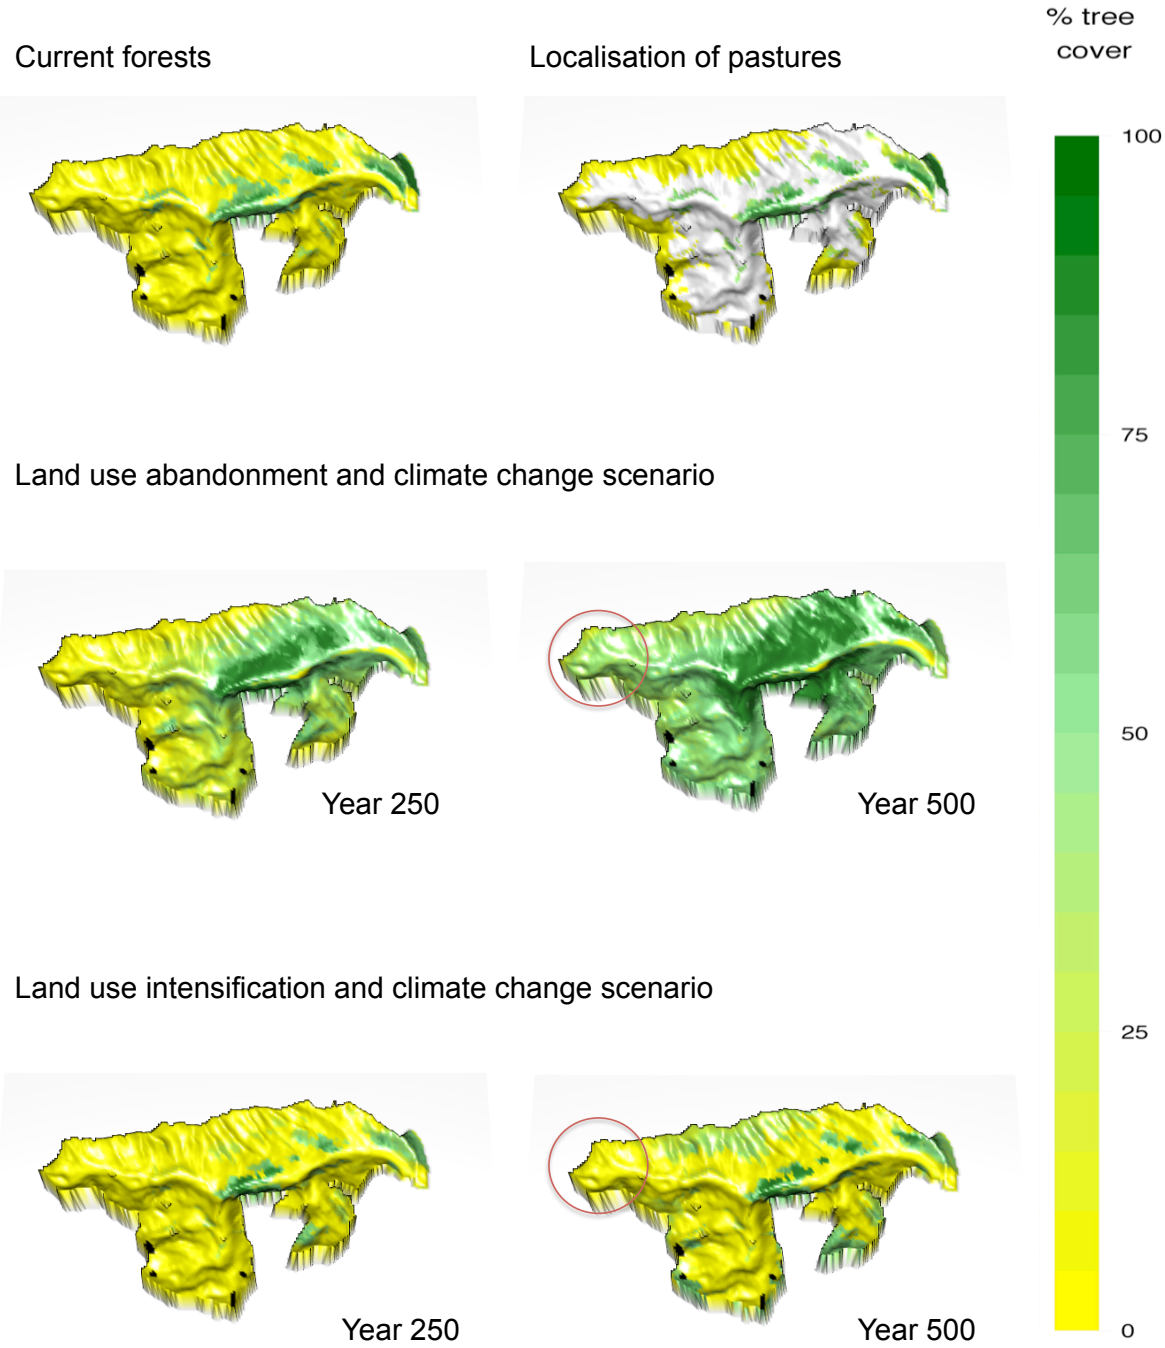 Current forests
Localisation of pastures
% tree
cover
100
75
50
25
0
Land use abandonment and climate change scenario
Year 250
Year 500
Land use intensification and climate change scenario
Year 250
Year 500